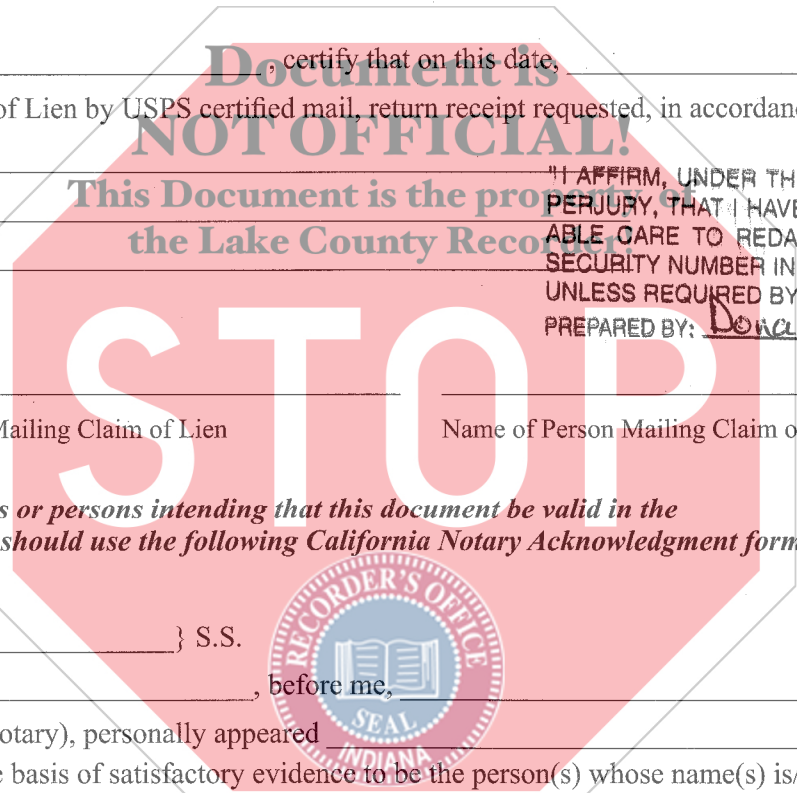 Document is
, certify that on this date,
of Lien by USPS certified mail, return receipt requested, in accordanc
NOT OFFICIAL!
This Document is the property of
the Lake County Recorder!
"I AFFIRM, UNDER TH
PERJURY, THAT I HAVE
ABLE CARE TO REDA
SECURITY NUMBER IN
UNLESS REQUIRED BY
PREPARED BY: Dona
STOP
Mailing Claim of Lien
Name of Person Mailing Claim o
s or persons intending that this document be valid in the
should use the following California Notary Acknowledgment form
} S.S.
, before me,
otary), personally appeared
e basis of satisfactory evidence to be the person(s) whose name(s) is/
RECORDER'S OFFICE
SEAL
INDIANA